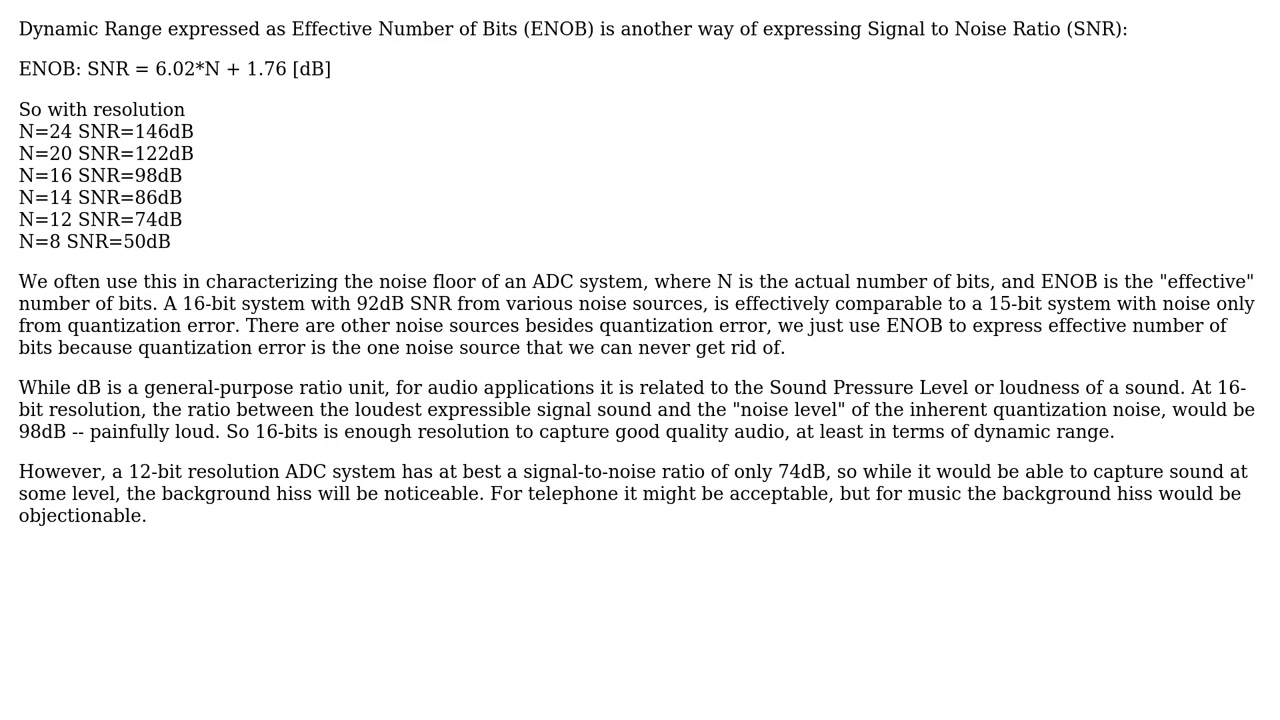 Dynamic Range expressed as Effective Number of Bits (ENOB) is another way of expressing Signal to Noise Ratio (SNR):
ENOB: SNR = 6.02*N + 1.76 [dB]
So with resolution
N=24 SNR=146dB
N=20 SNR=122dB
N=16 SNR=98dB
N=14 SNR=86dB
N=12 SNR=74dB
N=8 SNR=50dB
We often use this in characterizing the noise floor of an ADC system, where N is the actual number of bits, and ENOB is the "effective"
number of bits. A 16-bit system with 92dB SNR from various noise sources, is effectively comparable to a 15-bit system with noise only
from quantization error. There are other noise sources besides quantization error, we just use ENOB to express effective number of
bits because quantization error is the one noise source that we can never get rid of.
While dB is a general-purpose ratio unit, for audio applications it is related to the Sound Pressure Level or loudness of a sound. At 16-
bit resolution, the ratio between the loudest expressible signal sound and the "noise level" of the inherent quantization noise, would be
98dB -- painfully loud. So 16-bits is enough resolution to capture good quality audio, at least in terms of dynamic range.
However, a 12-bit resolution ADC system has at best a signal-to-noise ratio of only 74dB, so while it would be able to capture sound at
some level, the background hiss will be noticeable. For telephone it might be acceptable, but for music the background hiss would be
objectionable.